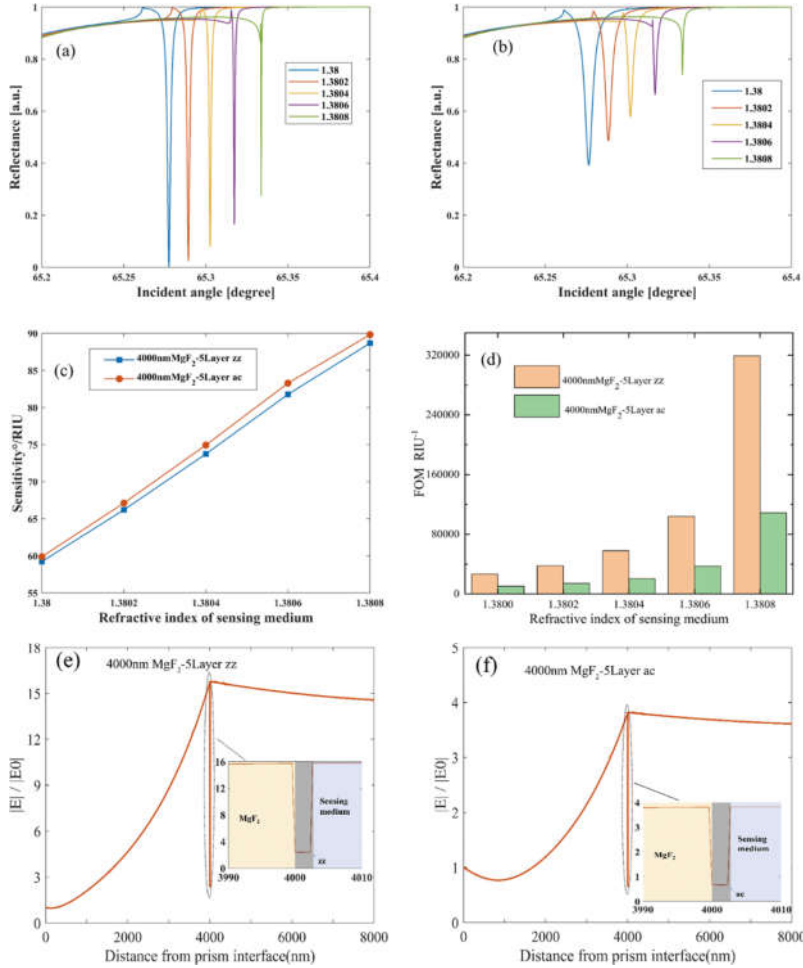 (a)
1.38
1.3802
1.3804
1.3806
1.3808
Reflectance [a.u.]
1
0.8
0.6
0.4
0.2
0
65.2
65.25
65.3
65.35
65.4
Incident angle [degree]
(b)
1.38
1.3802
1.3804
1.3806
1.3808
Reflectance [a.u.]
1
0.8
0.6
0.4
0.2
0
65.2
65.25
65.3
65.35
65.4
Incident angle [degree]
(c)
4000nmMgF2-5Layer zz
4000nmMgF2-5Layer ac
Sensitivity°/RIU
90
85
80
75
70
65
60
55
1.38
1.3802
1.3804
1.3806
1.3808
Refractive index of sensing medium
(d)
4000nmMgF2-5Layer zz
4000nmMgF2-5Layer ac
FOM RIU-1
320000
240000
160000
80000
0
1.3800
1.3802
1.3804
1.3806
1.3808
Refractive index of sensing medium
(e)
4000nm MgF2-5Layer zz
|E| / |E0|
18
15
12
9
6
3
0
0
2000
4000
6000
8000
Distance from prism interface(nm)
16
12
8
4
0
MgF2
Sensing
medium
zz
3990
4000
4010
(f)
4000nm MgF2-5Layer ac
|E| / |E0|
5
4
3
2
1
0
0
2000
4000
6000
8000
Distance from prism interface(nm)
4
3
2
1
0
MgF2
Sensing
medium
ac
3990
4000
4010